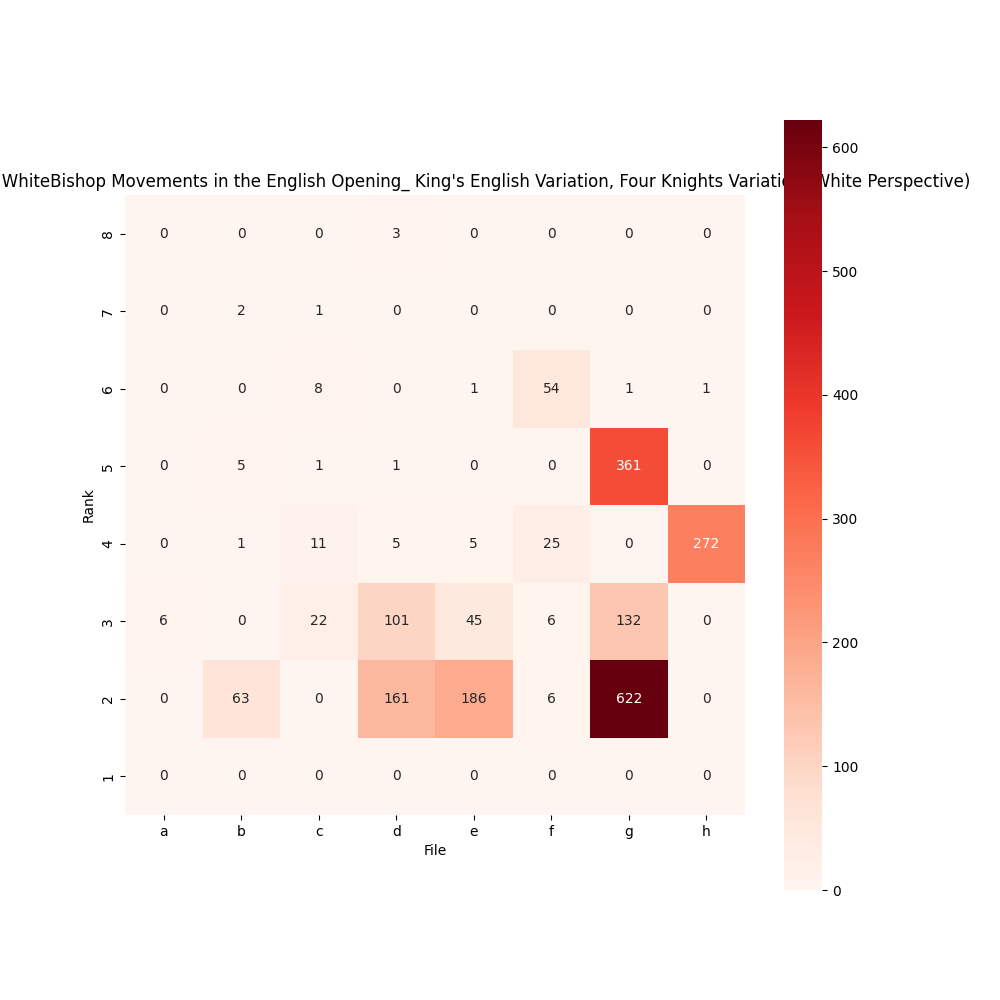 WhiteBishop Movements in the English Opening_ King's English Variation, Four Knights Variatio White Perspective)
600
500
400
300
200
100
0
Rank
8 0 0 0 3 0 0 0 0
7 0 2 1 0 0 0 0 0
6 0 0 8 0 1 54 1 1
5 0 5 1 1 0 0 361 0
4 0 1 11 5 5 25 0 272
3 6 0 22 101 45 6 132 0
2 0 63 0 161 186 6 622 0
1 0 0 0 0 0 0 0 0
a b c d e f g h
File